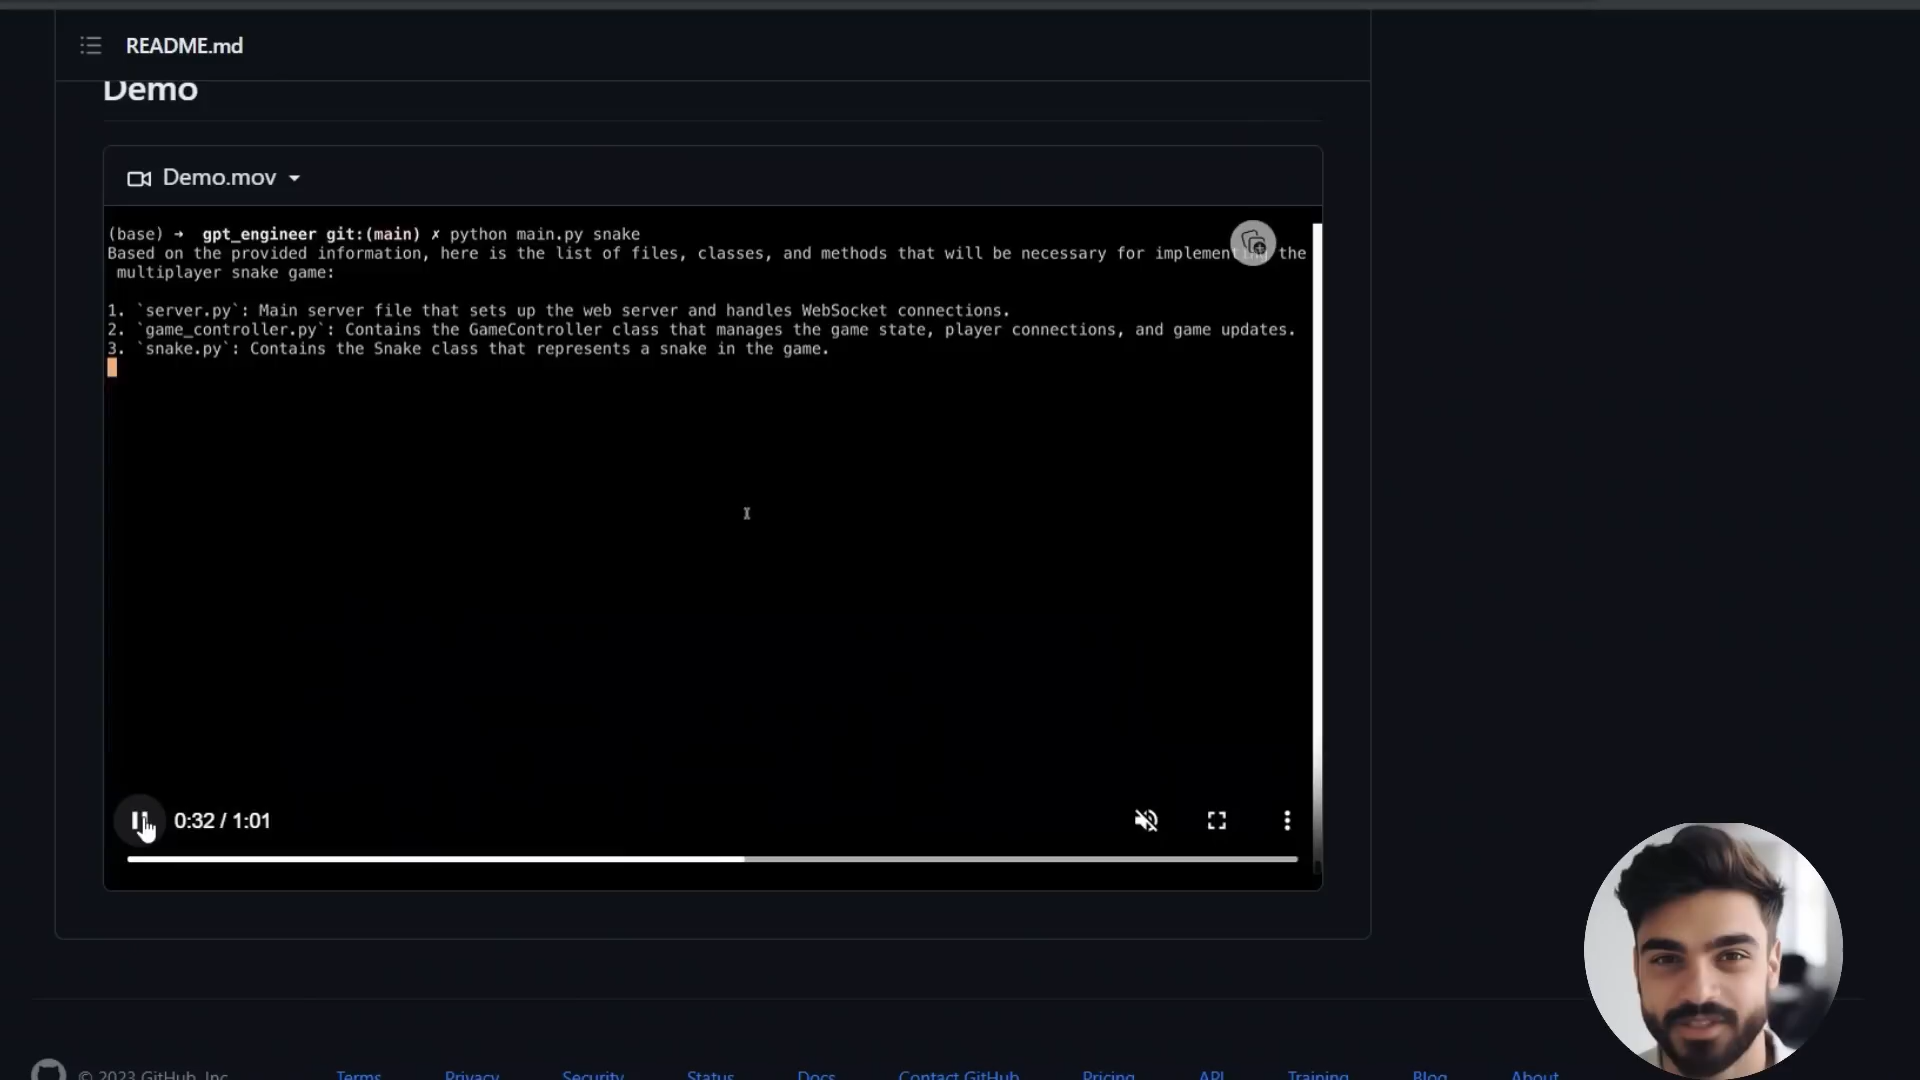 README.md
Demo
Demo.mov
(base) → gpt_engineer git:(main) ✗ python main.py snake
Based on the provided information, here is the list of files, classes, and methods that will be necessary for implementing the
multiplayer snake game:
1. `server.py`: Main server file that sets up the web server and handles WebSocket connections.
2. `game_controller.py`: Contains the GameController class that manages the game state, player connections, and game updates.
3. `snake.py`: Contains the Snake class that represents a snake in the game.
0:32 / 1:01
© 2023 GitHub, Inc. Terms Privacy Security Status Docs Contact GitHub Pricing API Training Blog About